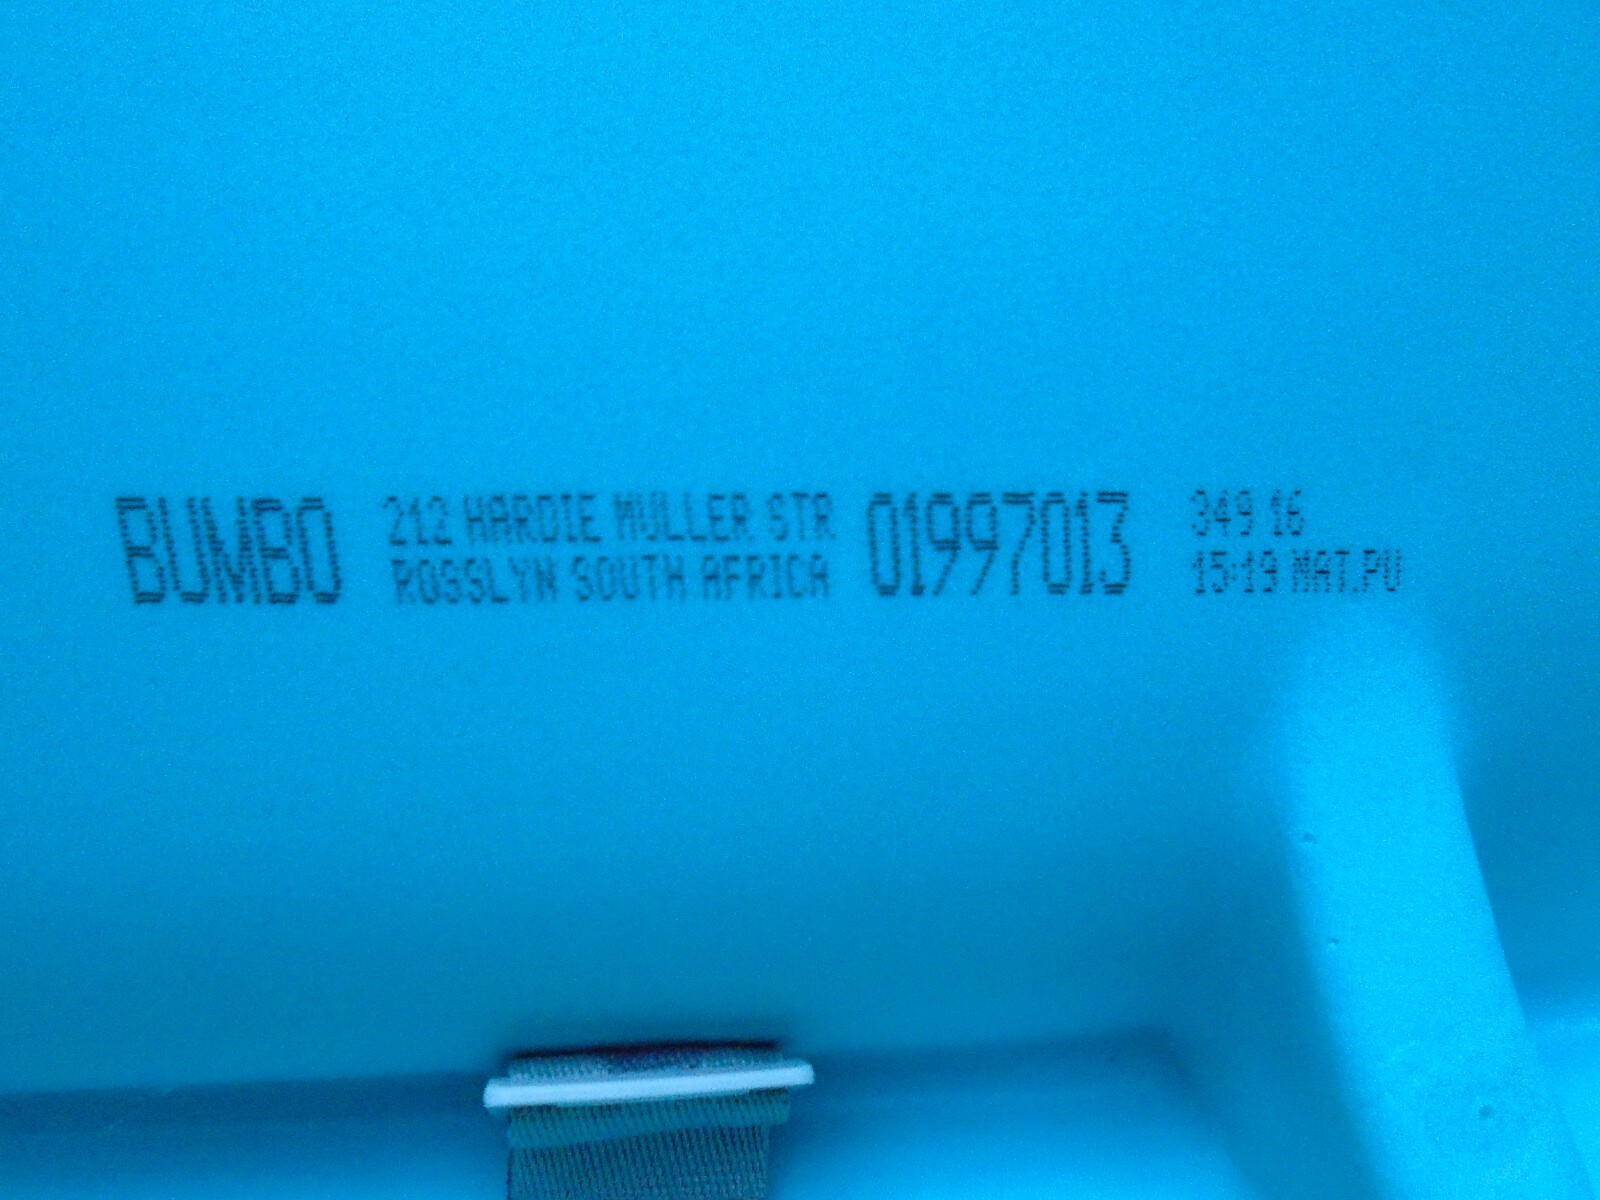 BUMBO
212 HARDIE MULLER STR
ROSSLYN SOUTH AFRICA
01997013
349 16
15:19 MAT.PU